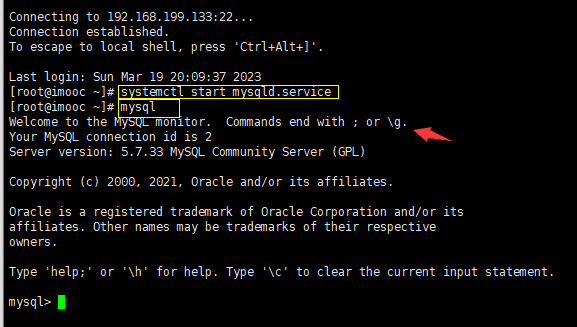 Connecting to 192.168.199.133:22...
Connection established.
To escape to local shell, press 'Ctrl+Alt+]'.
Last login: Sun Mar 19 20:09:37 2023
[root@imooc ~]# systemctl start mysqld.service
[root@imooc ~]# mysql
Welcome to the MySQL monitor.  Commands end with ; or \g.
Your MySQL connection id is 2
Server version: 5.7.33 MySQL Community Server (GPL)
Copyright (c) 2000, 2021, Oracle and/or its affiliates.
Oracle is a registered trademark of Oracle Corporation and/or its
affiliates. Other names may be trademarks of their respective
owners.
Type 'help;' or '\h' for help. Type '\c' to clear the current input statement.
mysql>